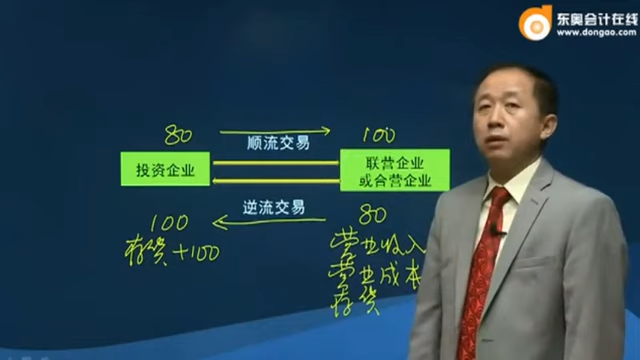 东奥会计在线
www.dongao.com
80
顺流交易
100
投资企业
联营企业
或合营企业
逆流交易
100
存货+100
80
营业收入
营业成本
存货